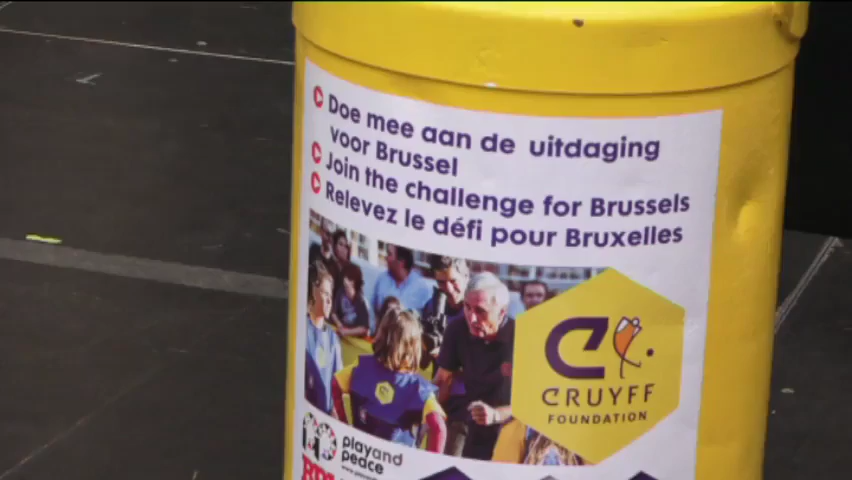 Doe mee aan de uitdaging
voor Brussel
Join the challenge for Brussels
Relevez le défi pour Bruxelles
CRUYFF
FOUNDATION
playand
peace